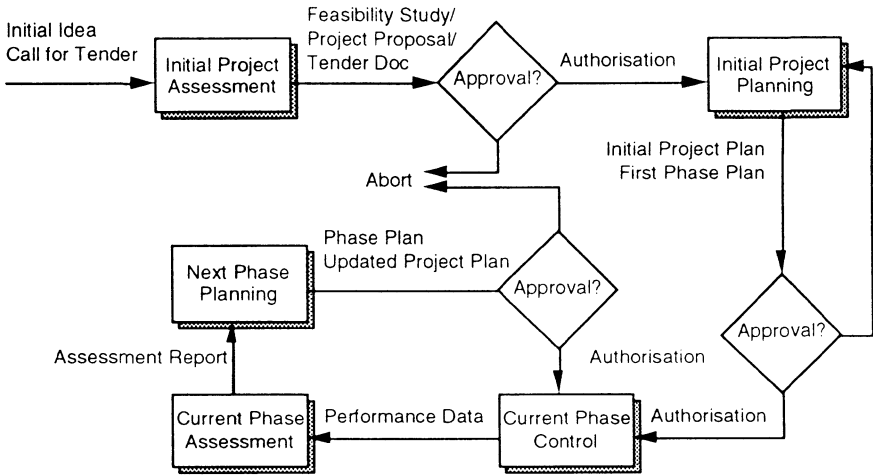 Initial Idea
Call for Tender
Initial Project
Assessment
Feasibility Study/
Project Proposal/
Tender Doc
Approval?
Authorisation
Initial Project
Planning
Initial Project Plan
First Phase Plan
Abort
Phase Plan
Updated Project Plan
Next Phase
Planning
Approval?
Approval?
Assessment Report
Authorisation
Current Phase
Assessment
Performance Data
Current Phase
Control
Authorisation